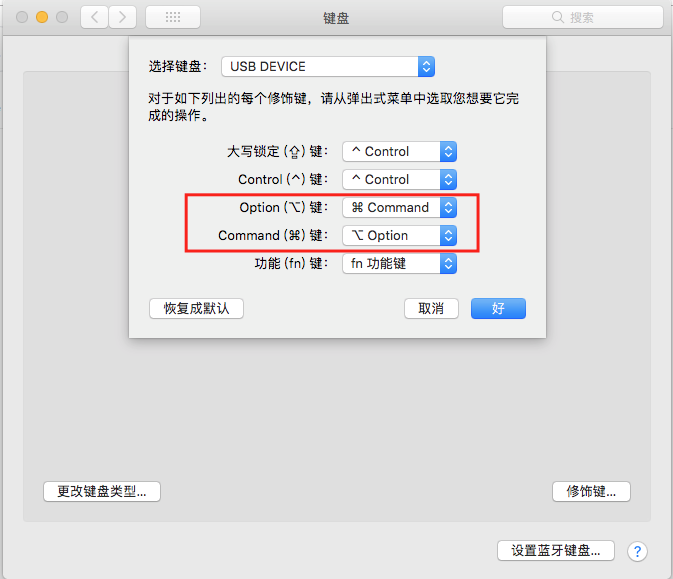 键盘
搜索
选择键盘： USB DEVICE
对于如下列出的每个修饰键，请从弹出式菜单中选取您想要它完
成的操作。
大写锁定 (⇪) 键： ^ Control
Control (^) 键： ^ Control
Option (⌥) 键： ⌘ Command
Command (⌘) 键： ⌥ Option
功能 (fn) 键： fn 功能键
恢复成默认 取消 好
更改键盘类型... 修饰键...
设置蓝牙键盘... ?